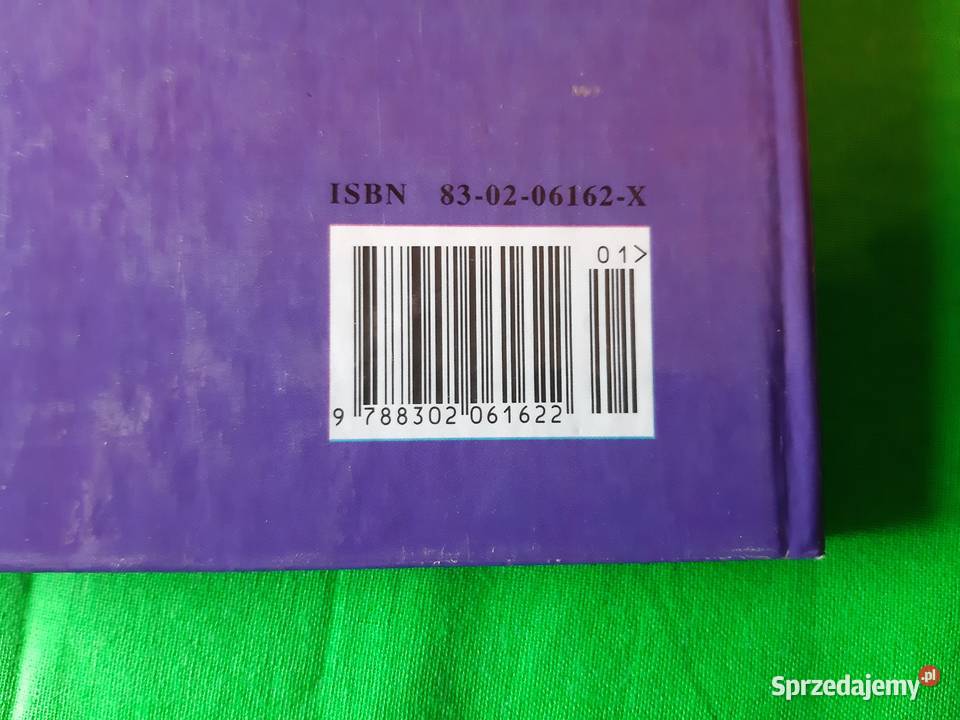 ISBN 83-02-06162-X
01>
9 788302 061622
Sprzedajemy.pl